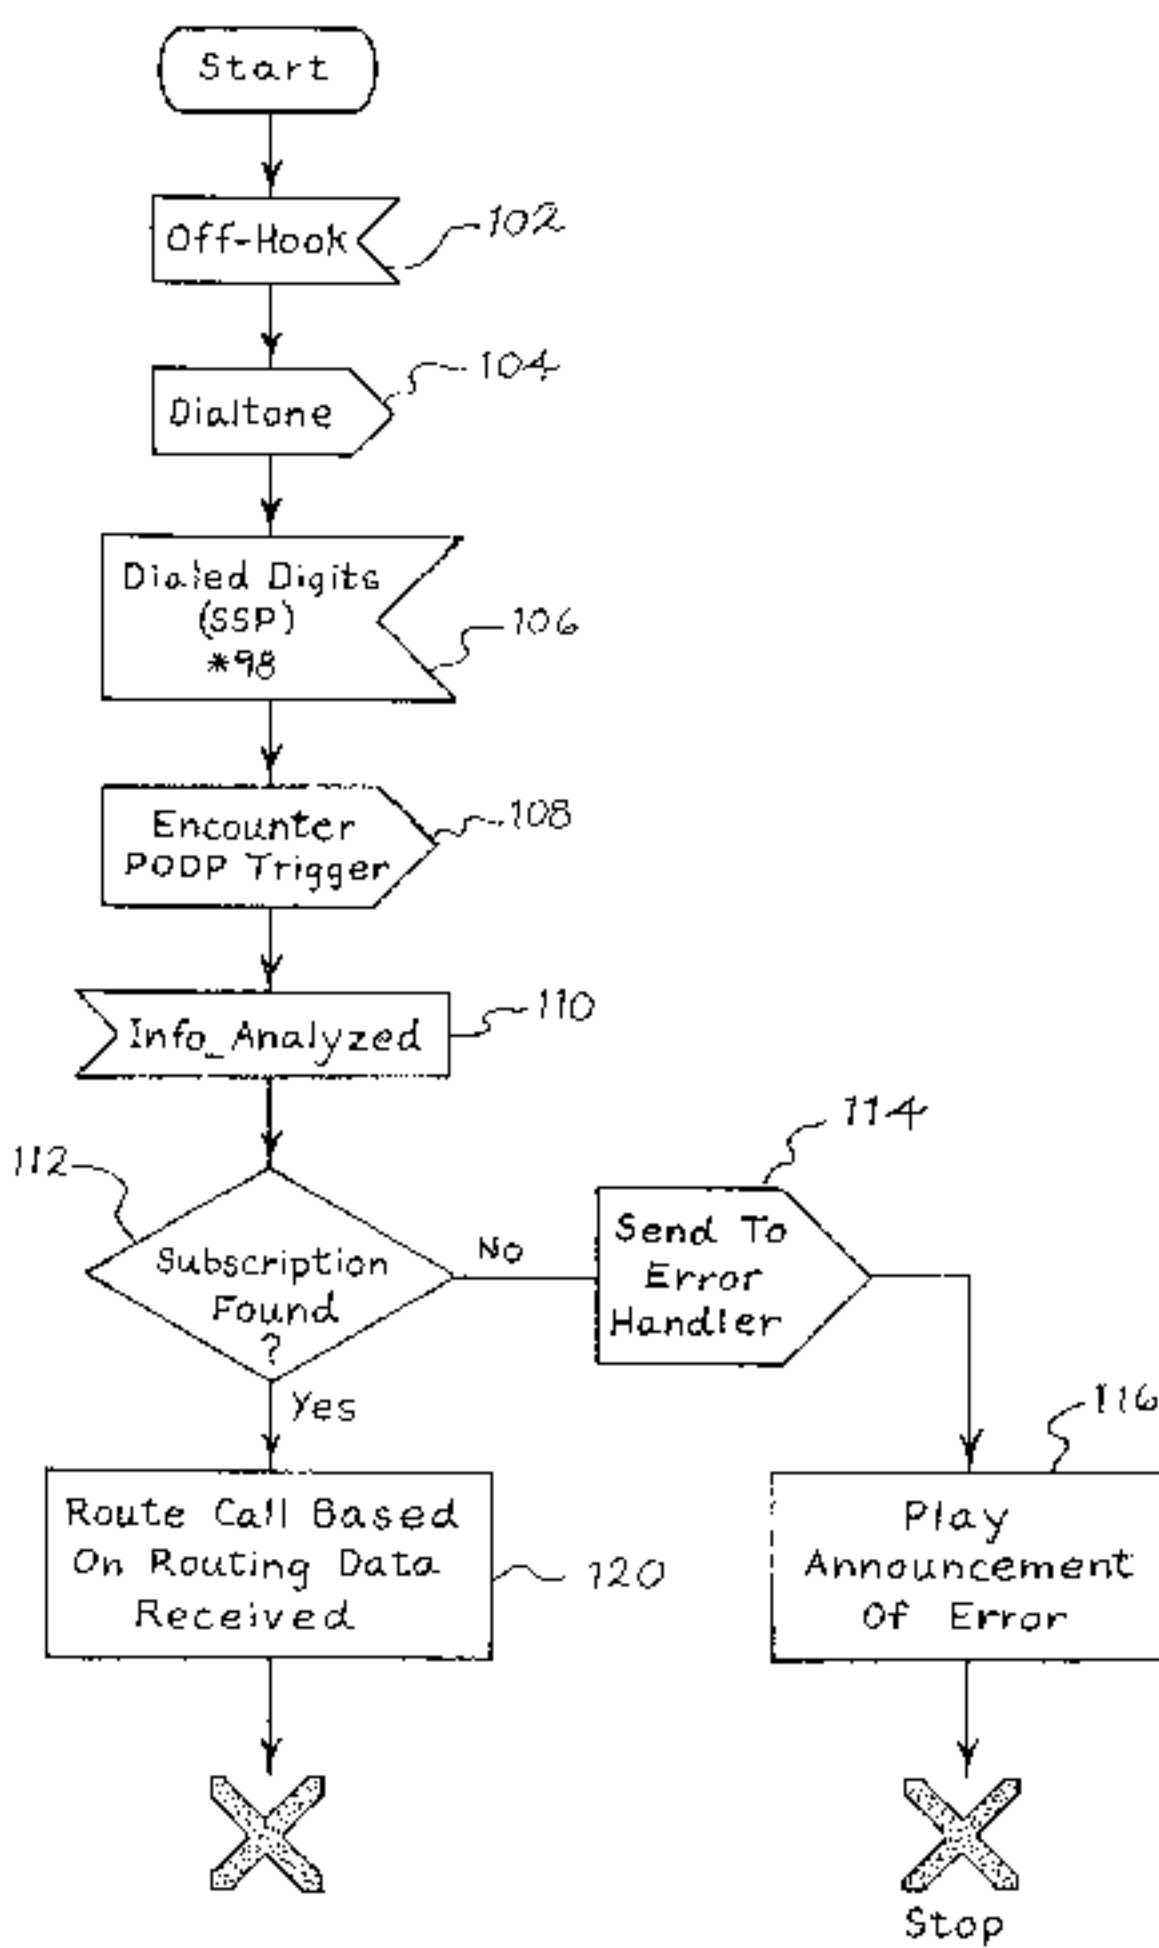 Start
Off-Hook
102
Dialtone
104
Dialed Digits
(SSP)
*98
106
Encounter
PODP Trigger
108
Info_Analyzed
110
112
Subscription
Found
?
No
Yes
114
Send To
Error
Handler
116
Route Call Based
On Routing Data
Received
120
Play
Announcement
Of Error
Stop